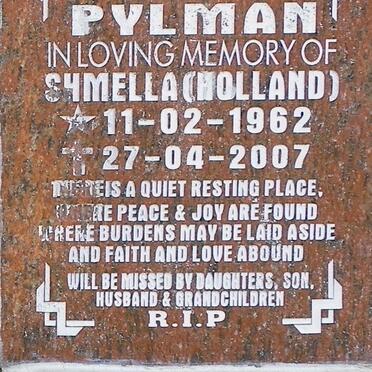 PYLMAN
IN LOVING MEMORY OF
SHMELLA (HOLLAND)
11-02-1962
27-04-2007
THERE IS A QUIET RESTING PLACE,
WHERE PEACE & JOY ARE FOUND
WHERE BURDENS MAY BE LAID ASIDE
AND FAITH AND LOVE ABOUND
WILL BE MISSED BY DAUGHTERS, SON,
HUSBAND & GRANDCHILDREN
R.I.P